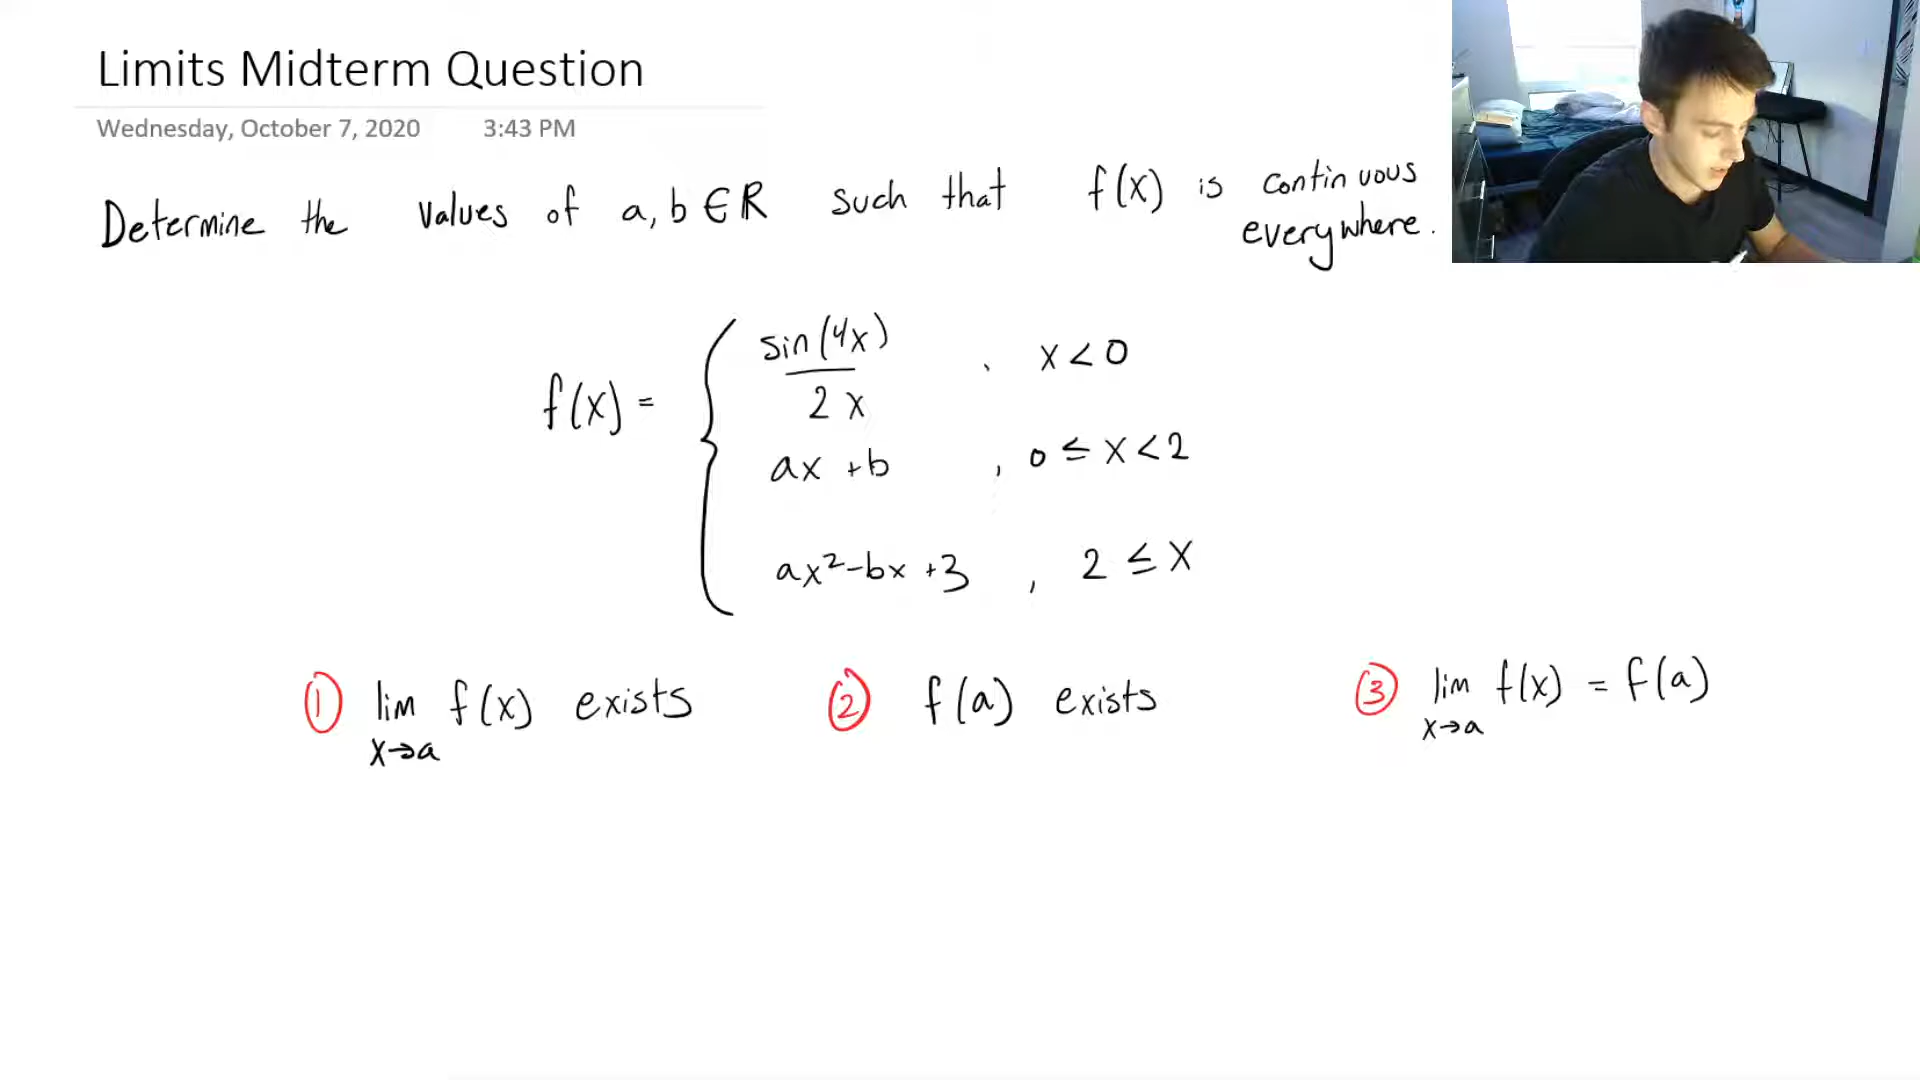 Limits Midterm Question
Wednesday, October 7, 2020 3:43 PM
Determine the values of a, b ∈ R such that f(x) is continuous
everywhere.
f(x) = { sin(4x) / 2x , x < 0
ax + b , 0 ≤ x < 2
ax² - bx + 3 , 2 ≤ x
① lim x→a f(x) exists ② f(a) exists ③ lim x→a f(x) = f(a)